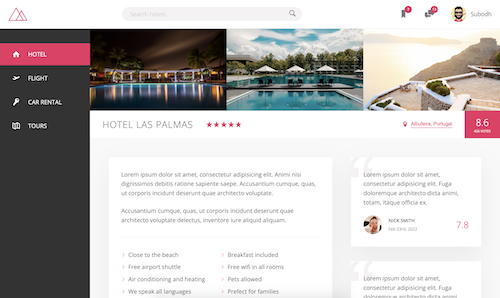 Search hotels
Subodh
HOTEL
FLIGHT
CAR RENTAL
TOURS
HOTEL LAS PALMAS
Albufeira, Portugal
8.6
Lorem ipsum dolor sit amet, consectetur adipisicing elit. Animi nisi
dignissimos debitis ratione sapiente saepe. Accusantium cumque, quas,
ut corporis incidunt deserunt quae architecto voluptate.
Accusantium cumque, quas, ut corporis incidunt deserunt quae
architecto voluptate delectus, inventore iure aliquid aliquam.
Close to the beach
Breakfast included
Free airport shuttle
Free wifi in all rooms
Air conditioning and heating
Pets allowed
We speak all languages
Prefect for families
Lorem ipsum dolor sit amet,
consectetur adipisicing elit. Fuga
doloremque architecto dicta animi,
totam, itaque officia ex.
NICK SMITH
Feb 23rd, 2022
7.8
Lorem ipsum dolor sit amet,
consectetur adipisicing elit. Fuga